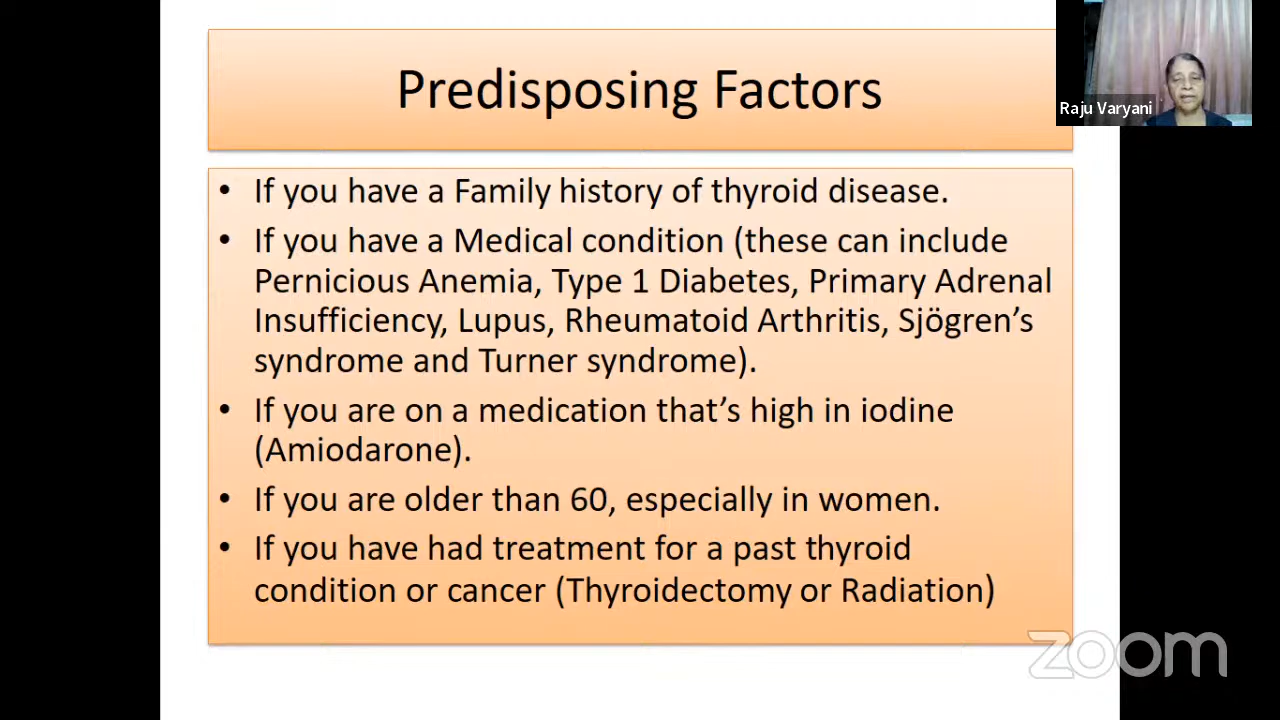 Predisposing Factors
Raju Varyani
• If you have a Family history of thyroid disease.
• If you have a Medical condition (these can include
Pernicious Anemia, Type 1 Diabetes, Primary Adrenal
Insufficiency, Lupus, Rheumatoid Arthritis, Sjögren’s
syndrome and Turner syndrome).
• If you are on a medication that’s high in iodine
(Amiodarone).
• If you are older than 60, especially in women.
• If you have had treatment for a past thyroid
condition or cancer (Thyroidectomy or Radiation)
zoom